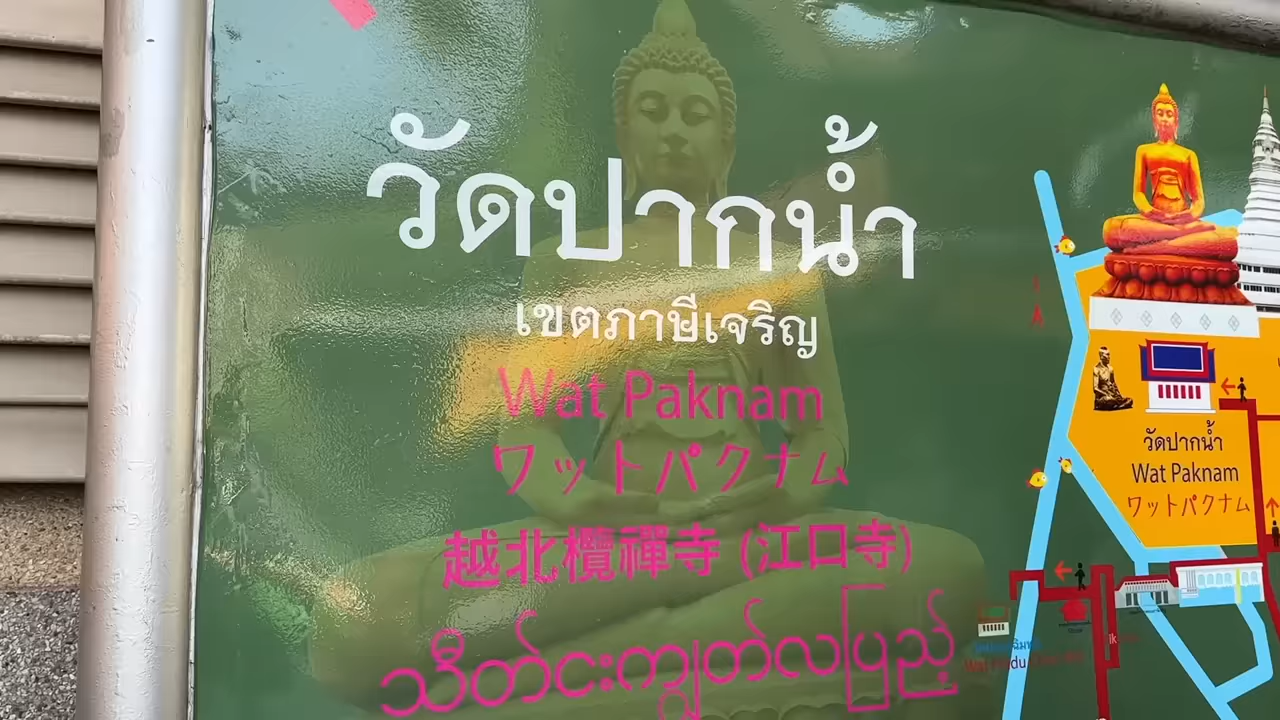 วัดปากน้ำ
เขตภาษีเจริญ
Wat Paknam
ワットパクナム
越北欖禪寺 (江口寺)
သီတင်းကျွတ်လပြည့်
วัดปากน้ำ
Wat Paknam
ワットパクナム